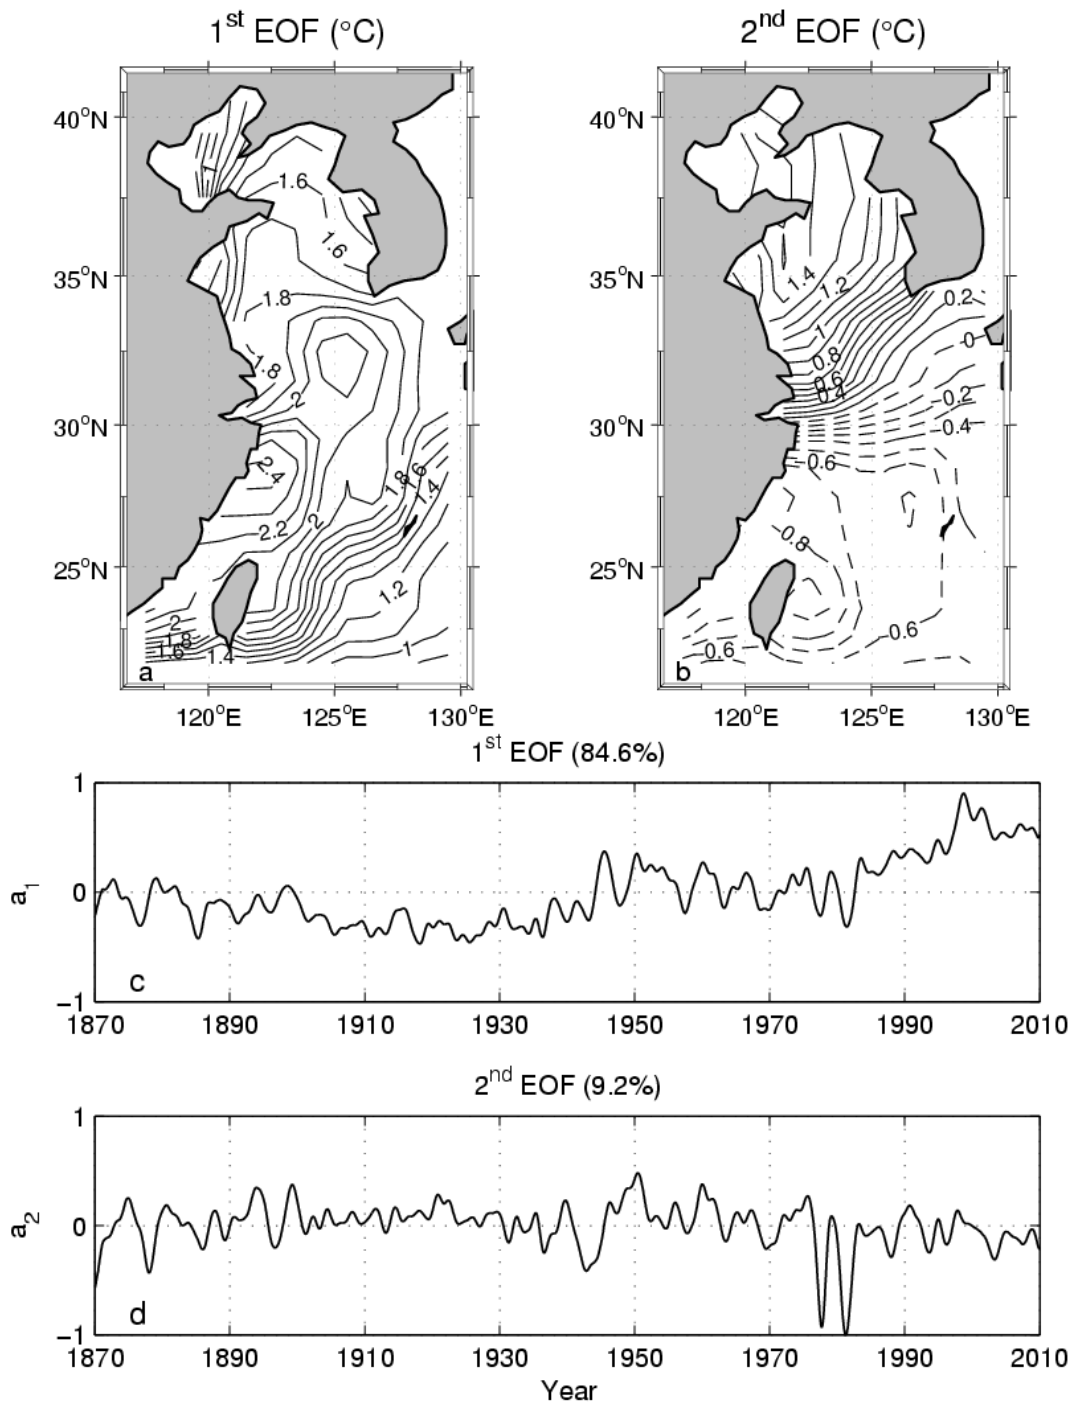 1st EOF (°C)
2nd EOF (°C)
40°N
35°N
30°N
25°N
120°E
125°E
130°E
1
1.6
1.6
1.8
1.8
2
2.4
2.2
2
1.8
1.6
1.4
1.2
1
2
1.8
1.6
1.4
a
40°N
35°N
30°N
25°N
120°E
125°E
130°E
1.4
1.2
1
0.8
0.6
0.4
0.2
0
−0.2
−0.4
−0.6
−0.8
−0.6
−0.6
b
1st EOF (84.6%)
1
0
−1
a1
c
1870
1890
1910
1930
1950
1970
1990
2010
2nd EOF (9.2%)
1
0
−1
a2
d
1870
1890
1910
1930
1950
1970
1990
2010
Year